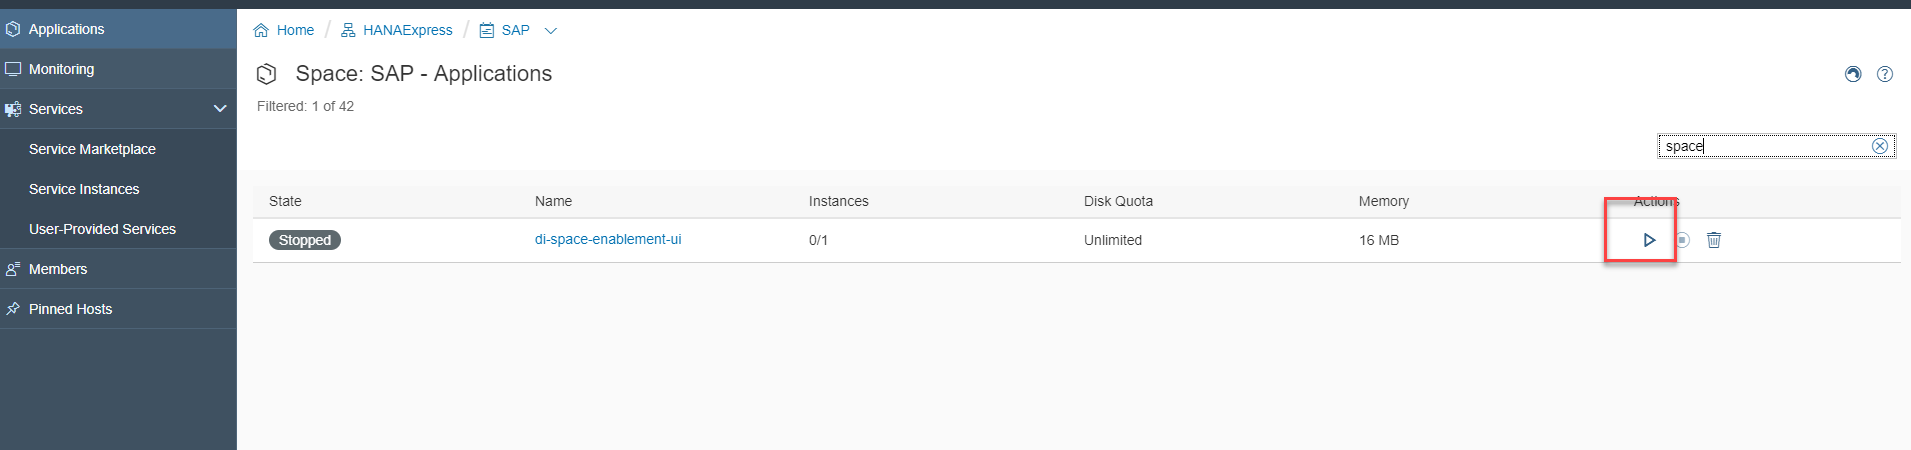 Applications
Monitoring
Services
Service Marketplace
Service Instances
User-Provided Services
Members
Pinned Hosts
Home / HANAExpress / SAP
Space: SAP - Applications
Filtered: 1 of 42
space
State Name Instances Disk Quota Memory Actions
Stopped di-space-enablement-ui 0/1 Unlimited 16 MB